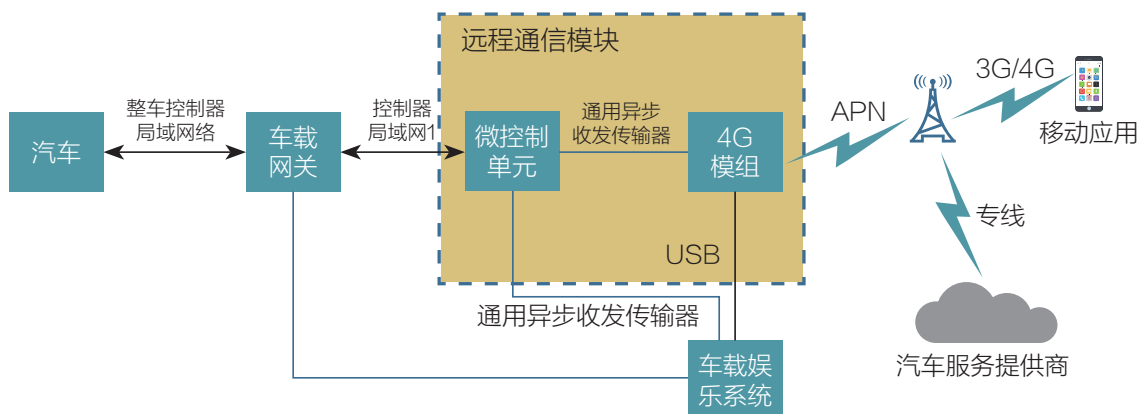 远程通信模块
3G/4G
整车控制器
局域网络
控制器
局域网1
通用异步
收发传输器
APN
移动应用
汽车
车载
网关
微控制
单元
4G
模组
专线
USB
通用异步收发传输器
车载娱
乐系统
汽车服务提供商